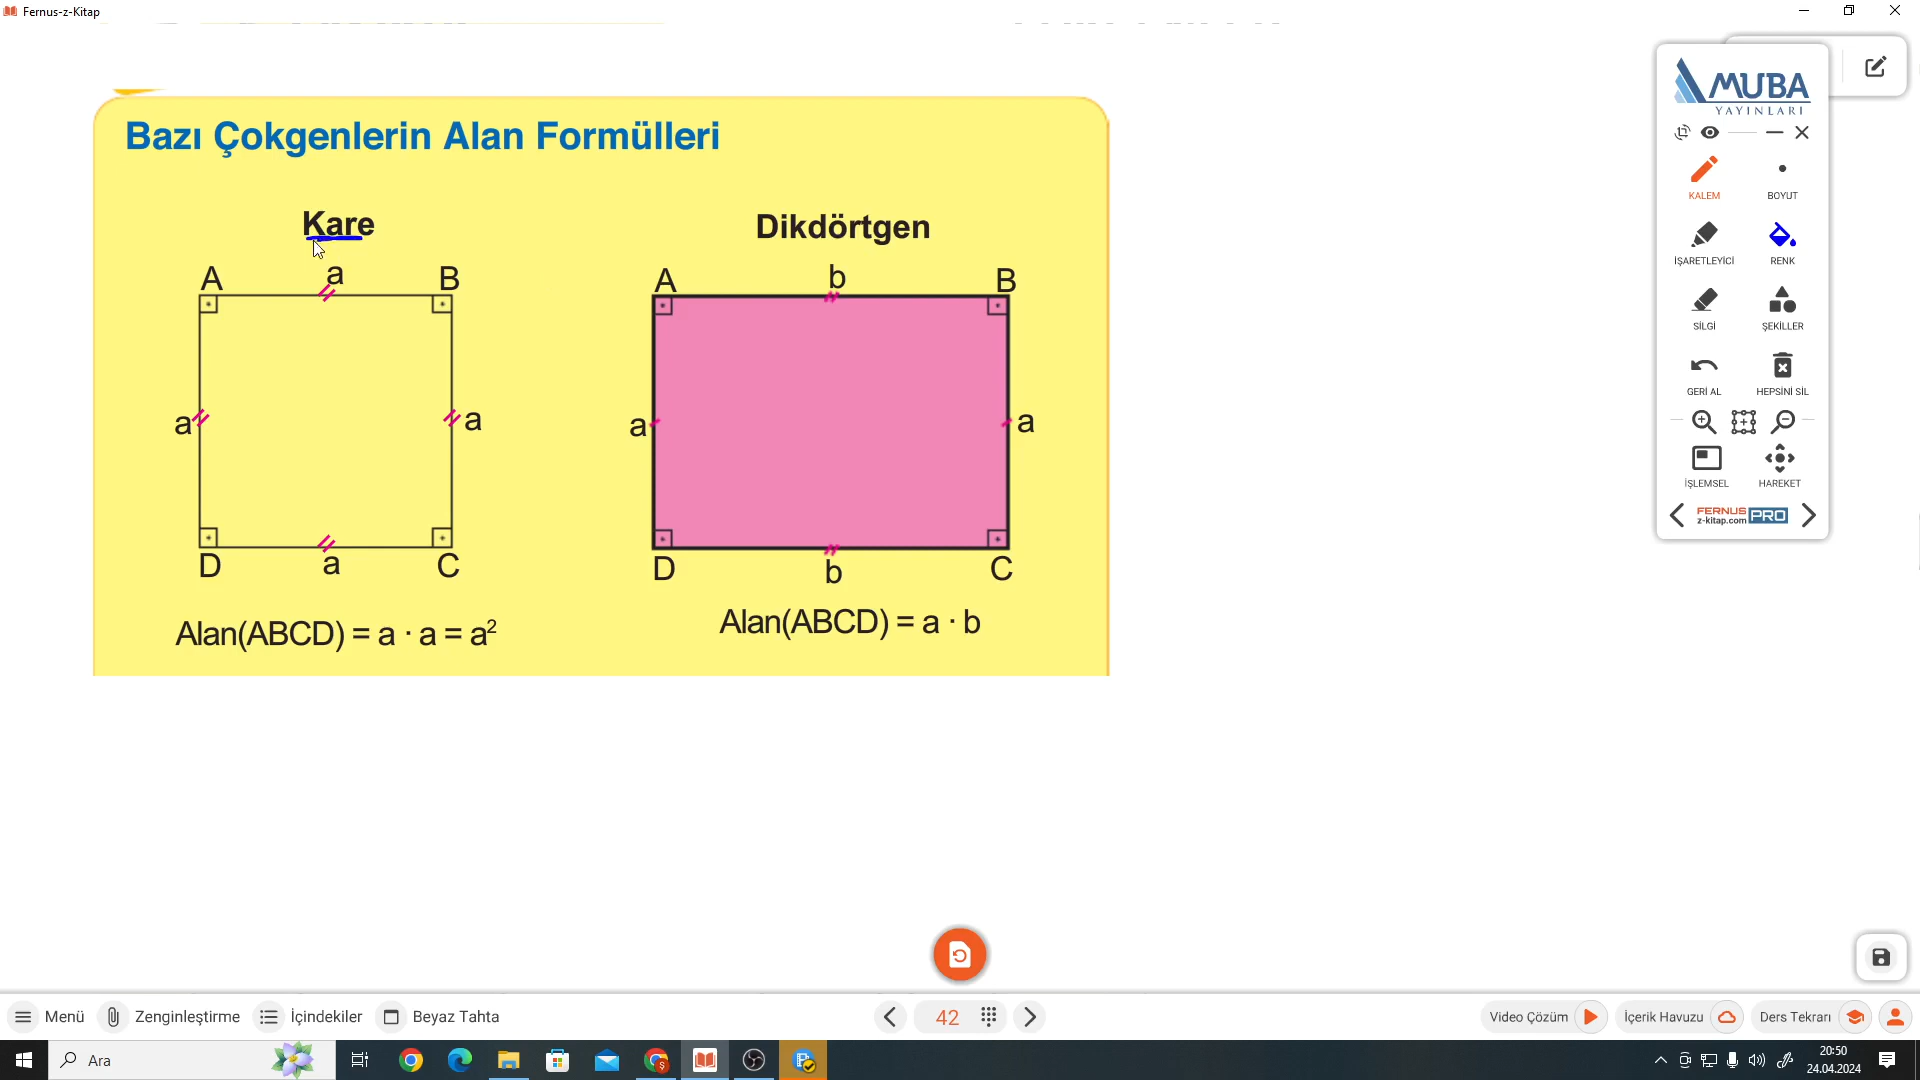 Fernus-z-Kitap
Bazı Çokgenlerin Alan Formülleri
Kare
Dikdörtgen
A a B
a a
D a C
Alan(ABCD) = a · a = a²
A b B
a a
D b C
Alan(ABCD) = a · b
MUBA
YAYINLARI
KALEM
BOYUT
İŞARETLEYİCİ
RENK
SİLGİ
ŞEKİLLER
GERİ AL
HEPSİNİ SİL
İŞLEMSEL
HAREKET
FERNUS
z-kitap.com
PRO
Menü
Zenginleştirme
İçindekiler
Beyaz Tahta
42
Video Çözüm
İçerik Havuzu
Ders Tekrarı
Ara
20:50
24.04.2024